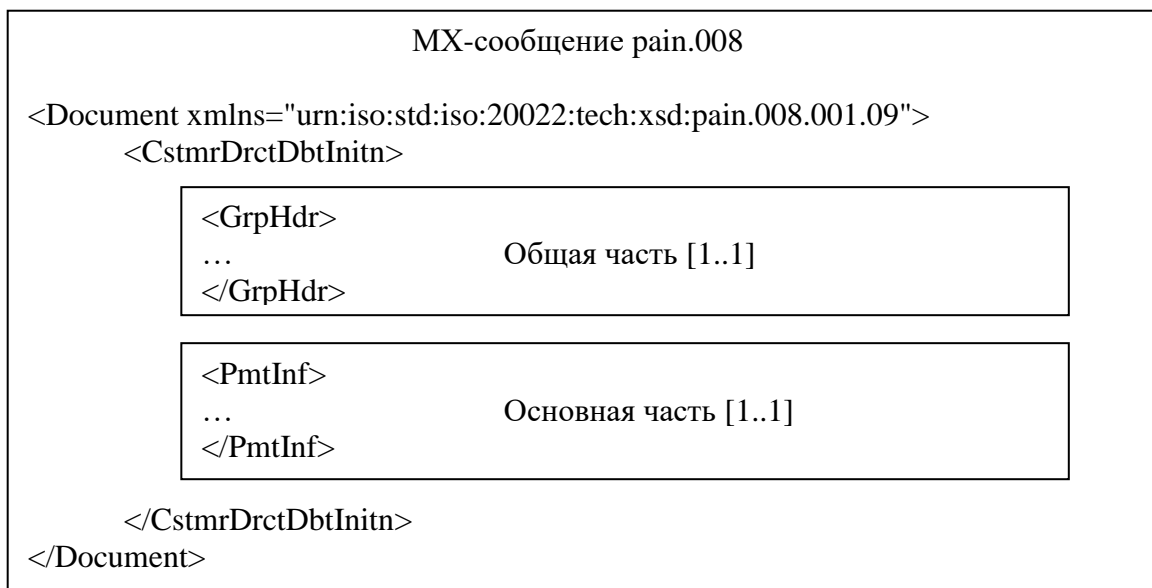 MX-сообщение pain.008
<Document xmlns="urn:iso:std:iso:20022:tech:xsd:pain.008.001.09">
<CstmrDrctDbtInitn>
<GrpHdr>
… Общая часть [1..1]
</GrpHdr>
<PmtInf>
… Основная часть [1..1]
</PmtInf>
</CstmrDrctDbtInitn>
</Document>